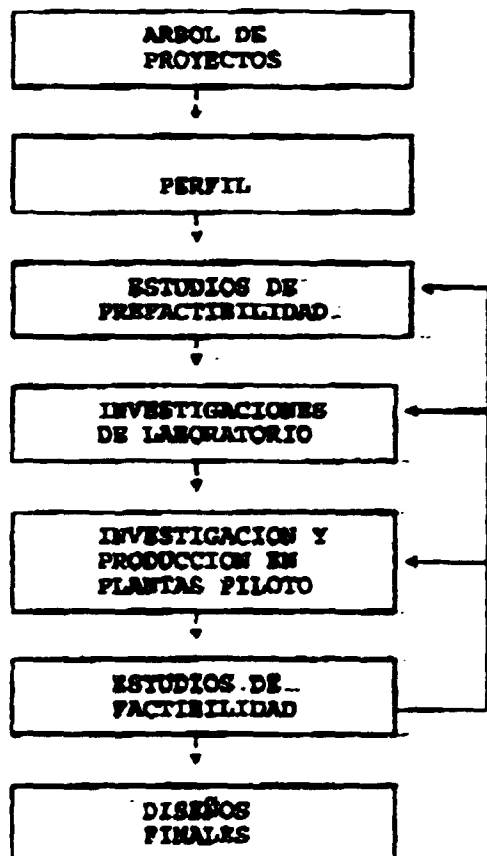 ARBOL DE
PROYECTOS
PERFIL
ESTUDIOS DE
PREFACTIBILIDAD
INVESTIGACIONES
DE LABORATORIO
INVESTIGACION Y
PRODUCCION EN
PLANTAS PILOTO
ESTUDIOS DE
FACTIBILIDAD
DISEÑOS
FINALES